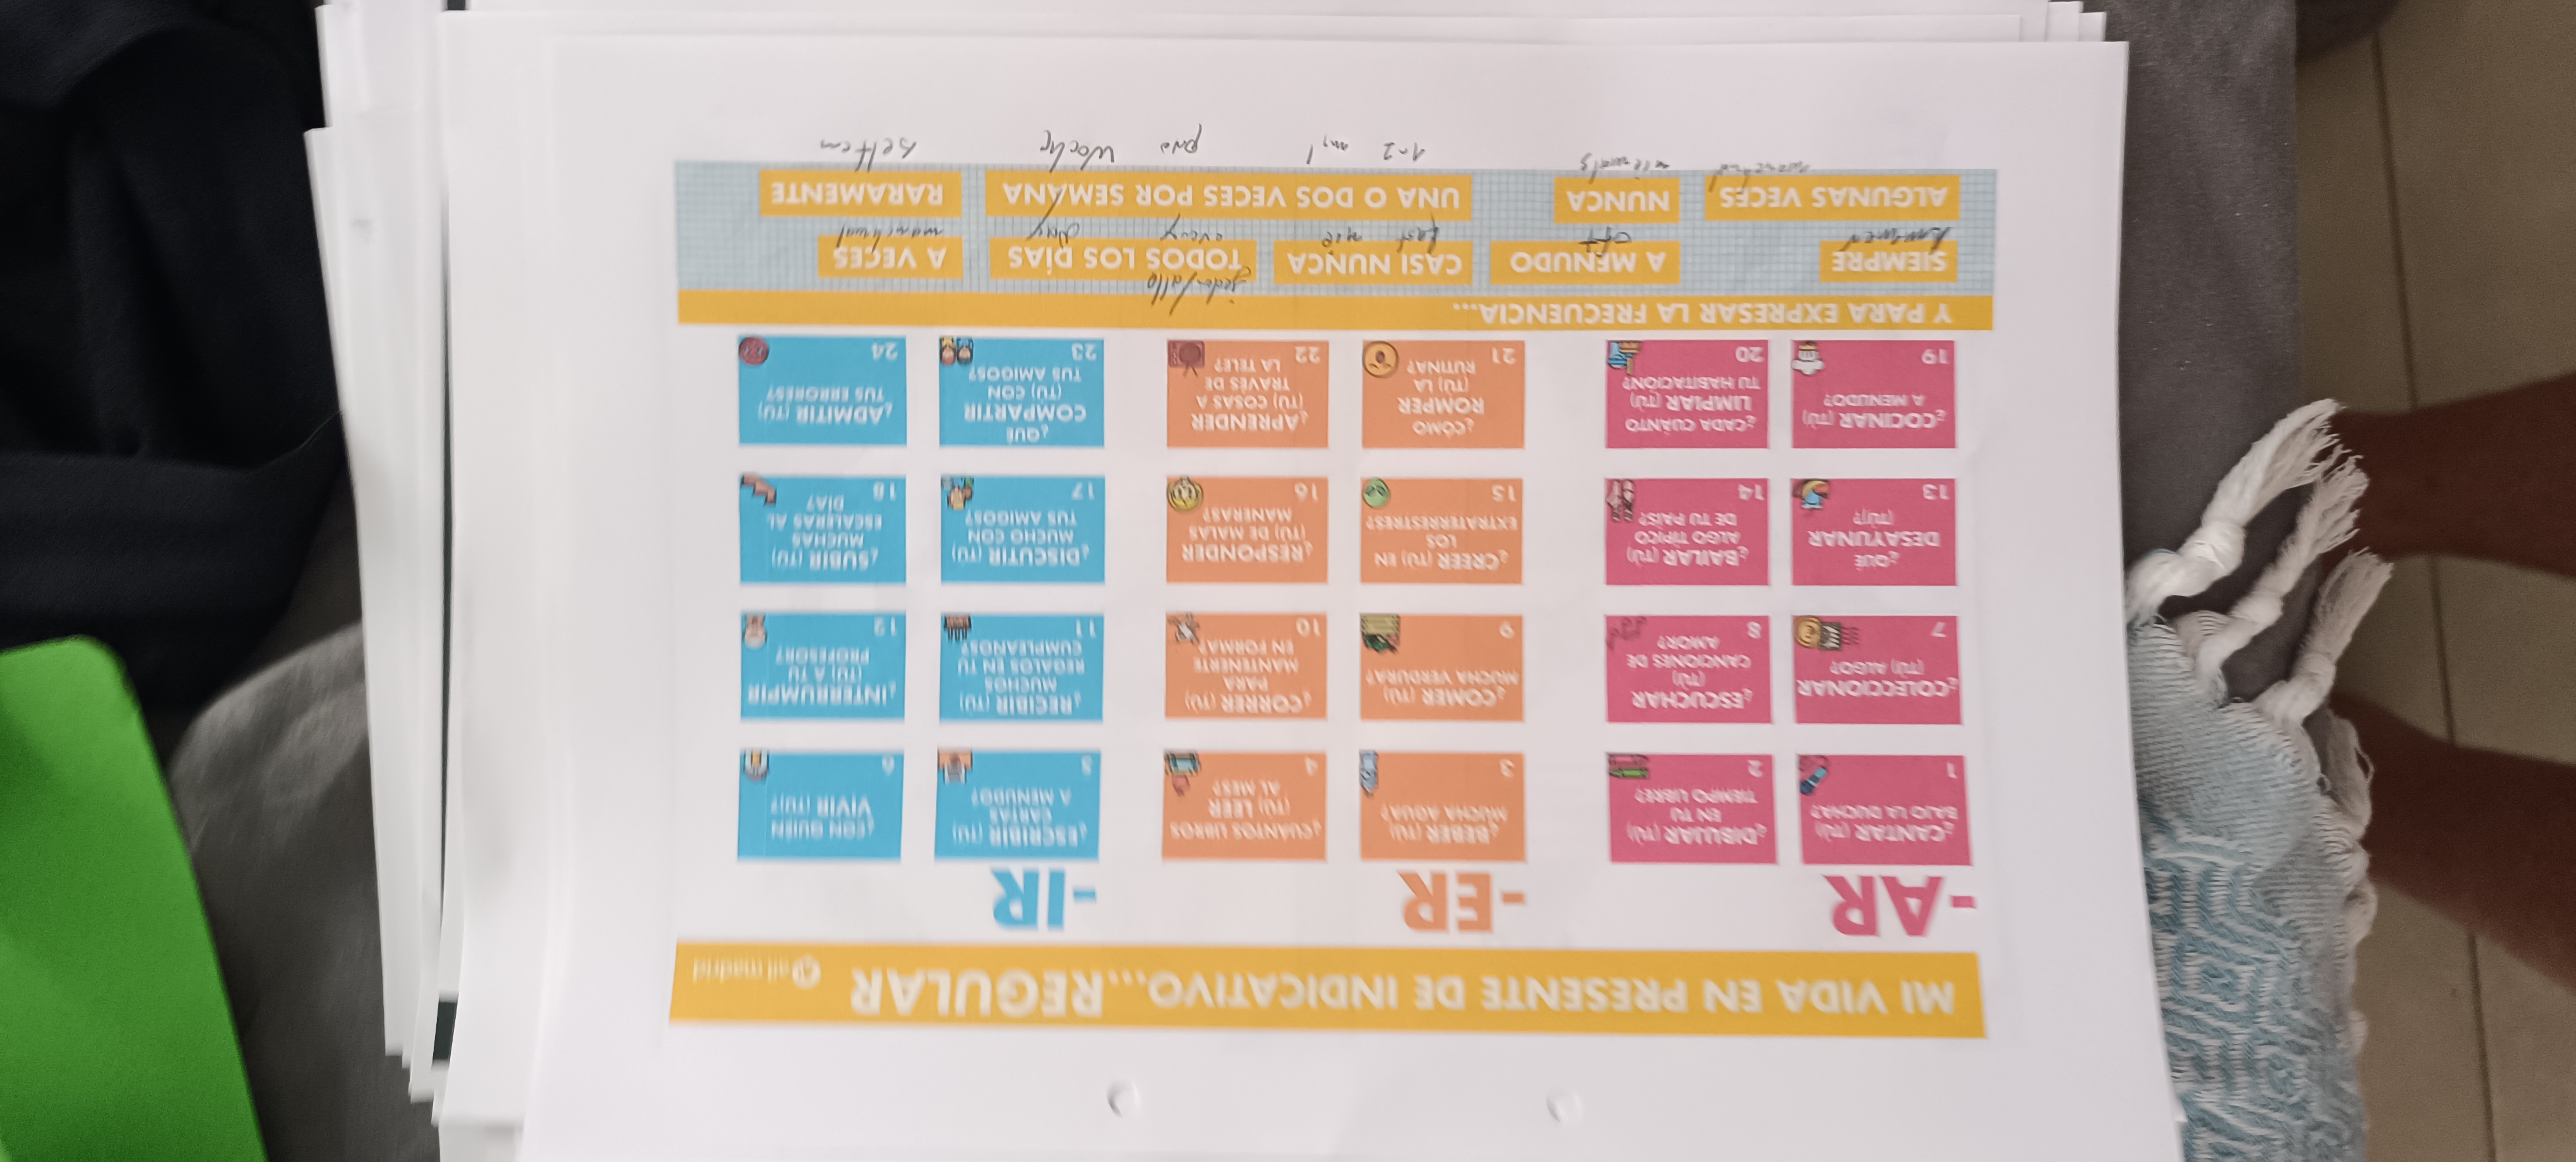 MI VIDA EN PRESENTE DE INDICATIVO...REGULAR
ail madrid
-AR
-ER
-IR
¿CANTAR (TÚ)
BAJO LA DUCHA?
1
¿DIBUJAR (TÚ)
EN TU
TIEMPO LIBRE?
2
¿BEBER (TÚ)
MUCHA AGUA?
3
¿CUÁNTOS LIBROS
(TÚ) LEER
AL MES?
4
¿ESCRIBIR (TÚ)
CARTAS
A MENUDO?
5
¿CON QUIÉN
VIVIR (TÚ)?
6
¿COLECCIONAR
(TÚ) ALGO?
7
¿ESCUCHAR
(TÚ)
CANCIONES DE
AMOR?
8
¿COMER (TÚ)
MUCHA VERDURA?
9
¿CORRER (TÚ)
PARA
MANTENERTE
EN FORMA?
10
¿RECIBIR (TÚ)
MUCHOS
REGALOS EN TU
CUMPLEAÑOS?
11
¿INTERRUMPIR
(TÚ) A TU
PROFESOR?
12
¿QUÉ
DESAYUNAR
(TÚ)?
13
¿BAILAR (TÚ)
ALGO TÍPICO
DE TU PAÍS?
14
¿CREER (TÚ) EN
LOS
EXTRATERRESTRES?
15
¿RESPONDER
(TÚ) DE MALAS
MANERAS?
16
¿DISCUTIR (TÚ)
MUCHO CON
TUS AMIGOS?
17
¿SUBIR (TÚ)
MUCHAS
ESCALERAS AL
DÍA?
18
¿COCINAR (TÚ)
A MENUDO?
19
¿CADA CUÁNTO
LIMPIAR (TÚ)
TU HABITACIÓN?
20
¿CÓMO
ROMPER
(TÚ) LA
RUTINA?
21
¿APRENDER
(TÚ) COSAS A
TRAVÉS DE
LA TELE?
22
¿QUÉ
COMPARTIR
(TÚ) CON
TUS AMIGOS?
23
¿ADMITIR (TÚ)
TUS ERRORES?
24
Y PARA EXPRESAR LA FRECUENCIA...
jeder/alle
SIEMPRE A MENUDO CASI NUNCA TODOS LOS DÍAS A VECES
immer oft fast nie every day manchmal
ALGUNAS VECES NUNCA UNA O DOS VECES POR SEMANA RARAMENTE
manchmal niemals 1-2 mal pro Woche selten